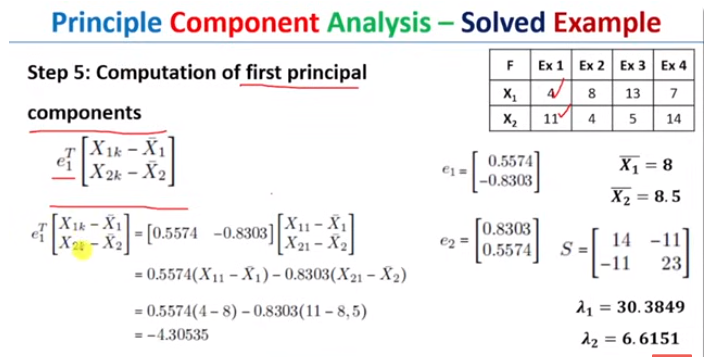 Principle Component Analysis – Solved Example
Step 5: Computation of first principal
components
F Ex 1 Ex 2 Ex 3 Ex 4
X₁ 4 8 13 7
X₂ 11 4 5 14
e₁ᵀ [X₁ₖ − X̄₁
X₂ₖ − X̄₂]
e₁ = [0.5574
−0.8303]
X̄₁ = 8
X̄₂ = 8.5
e₁ᵀ [X₁ₖ − X̄₁
X₂ₖ − X̄₂] = [0.5574 −0.8303] [X₁₁ − X̄₁
X₂₁ − X̄₂]
e₂ = [0.8303
0.5574]
S = [14 −11
−11 23]
= 0.5574(X₁₁ − X̄₁) − 0.8303(X₂₁ − X̄₂)
= 0.5574(4 − 8) − 0.8303(11 − 8,5)
= −4.30535
λ₁ = 30.3849
λ₂ = 6.6151